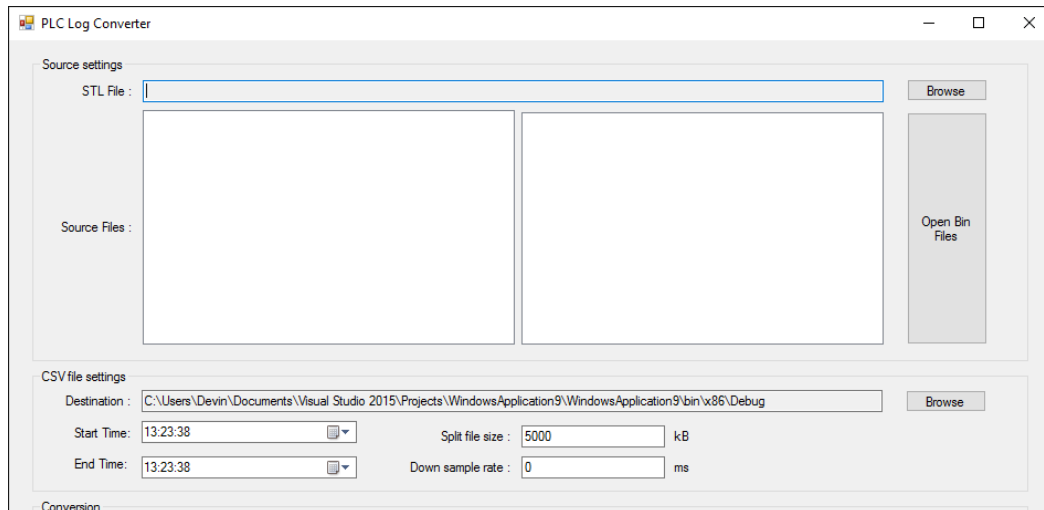 PLC Log Converter
Source settings
STL File :
Browse
Source Files :
Open Bin
Files
CSV file settings
Destination :
C:\Users\Devin\Documents\Visual Studio 2015\Projects\WindowsApplication9\WindowsApplication9\bin\x86\Debug
Browse
Start Time: 13:23:38
Split file size : 5000 kB
End Time: 13:23:38
Down sample rate : 0 ms
Conversion